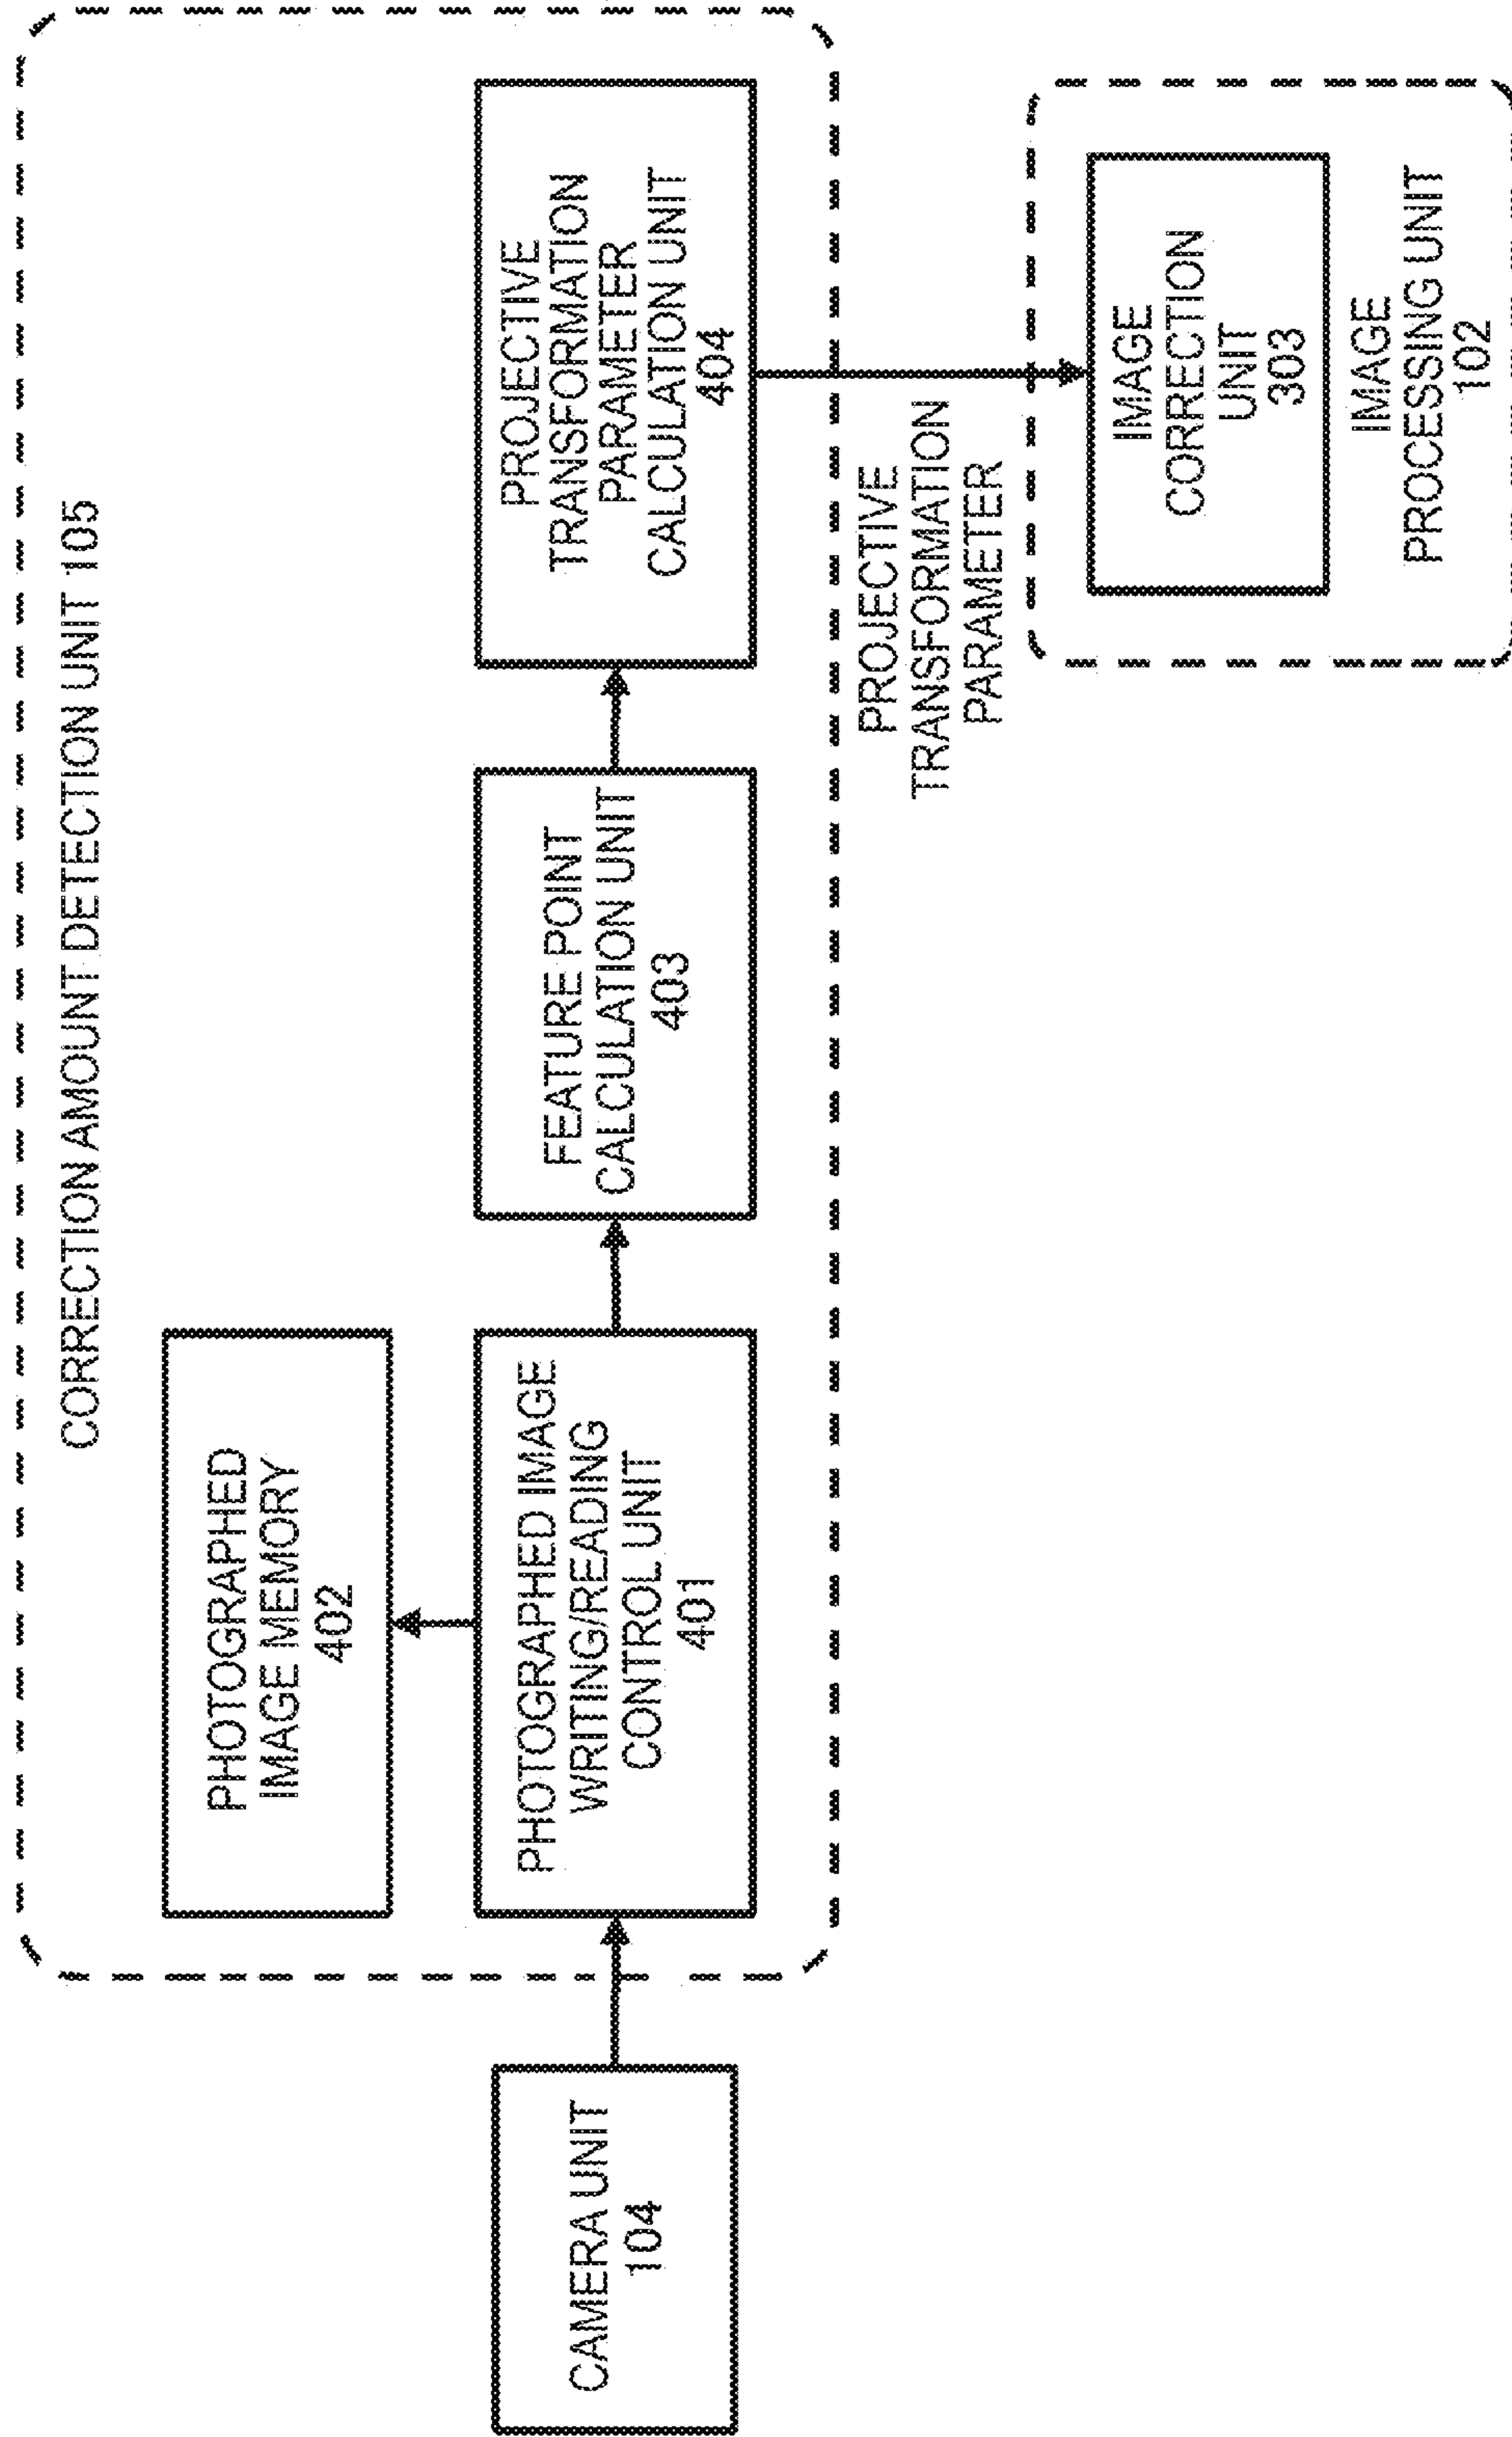 CORRECTION AMOUNT DETECTION UNIT 105
PHOTOGRAPHED
IMAGE MEMORY
402
CAMERA UNIT
104
PHOTOGRAPHED IMAGE
WRITING/READING
CONTROL UNIT
401
FEATURE POINT
CALCULATION UNIT
403
PROJECTIVE
TRANSFORMATION
PARAMETER
CALCULATION UNIT
404
PROJECTIVE
TRANSFORMATION
PARAMETER
IMAGE
CORRECTION
UNIT
303
IMAGE
PROCESSING UNIT
102